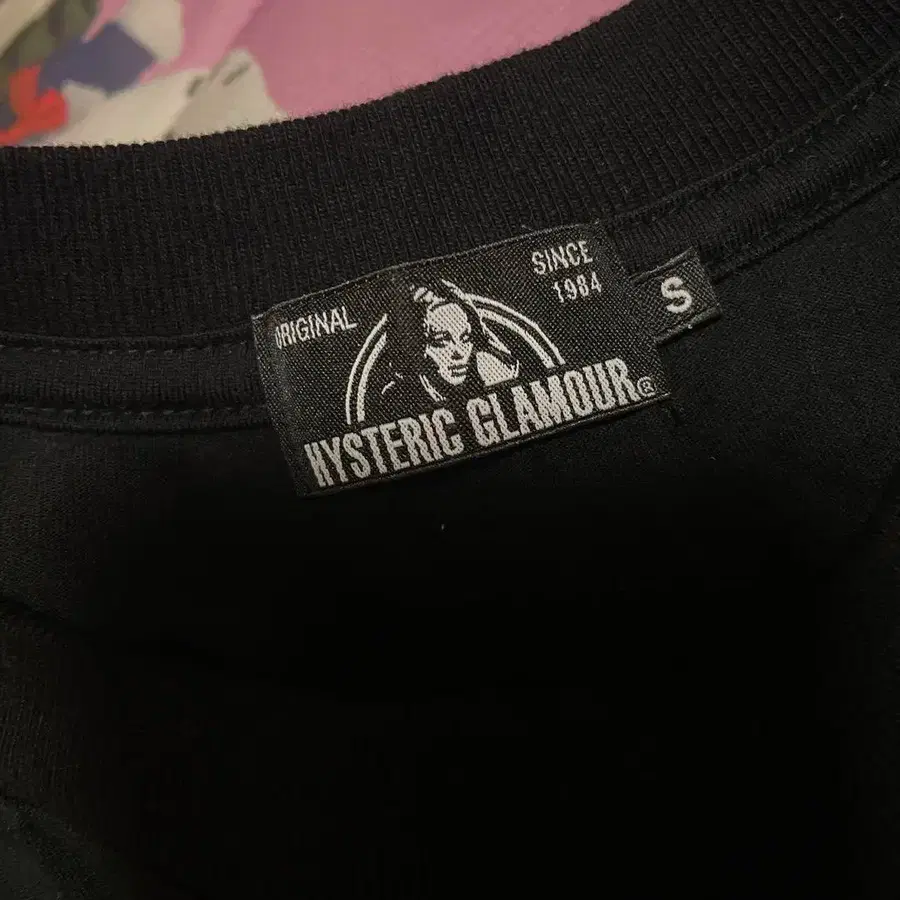 ORIGINAL
SINCE
1984
HYSTERIC GLAMOUR®
S